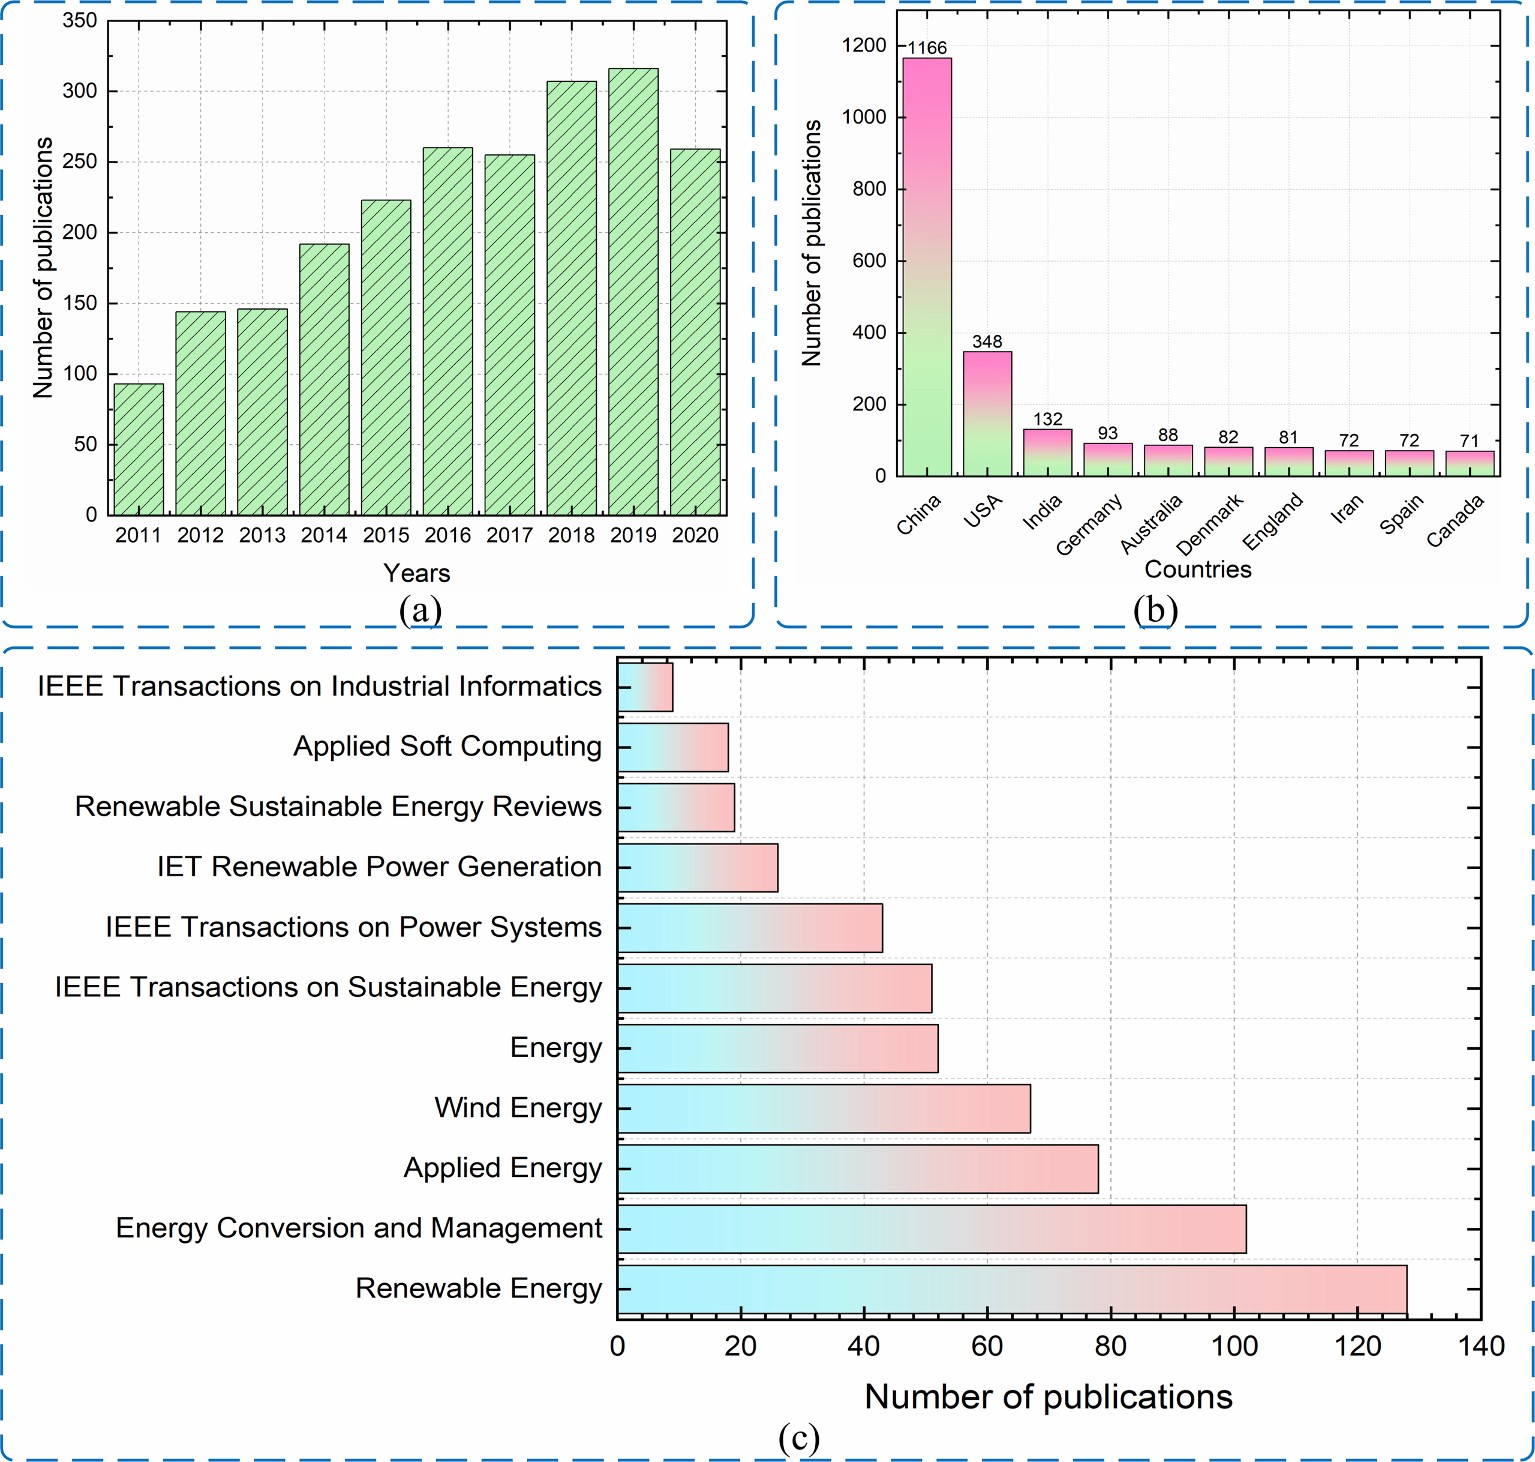 350
300
250
200
150
100
50
0
Number of publications
2011 2012 2013 2014 2015 2016 2017 2018 2019 2020
Years
(a)
1200
1000
800
600
400
200
0
Number of publications
1166
348
132
93
88
82
81
72
72
71
China
USA
India
Germany
Australia
Denmark
England
Iran
Spain
Canada
Countries
(b)
IEEE Transactions on Industrial Informatics
Applied Soft Computing
Renewable Sustainable Energy Reviews
IET Renewable Power Generation
IEEE Transactions on Power Systems
IEEE Transactions on Sustainable Energy
Energy
Wind Energy
Applied Energy
Energy Conversion and Management
Renewable Energy
0 20 40 60 80 100 120 140
Number of publications
(c)